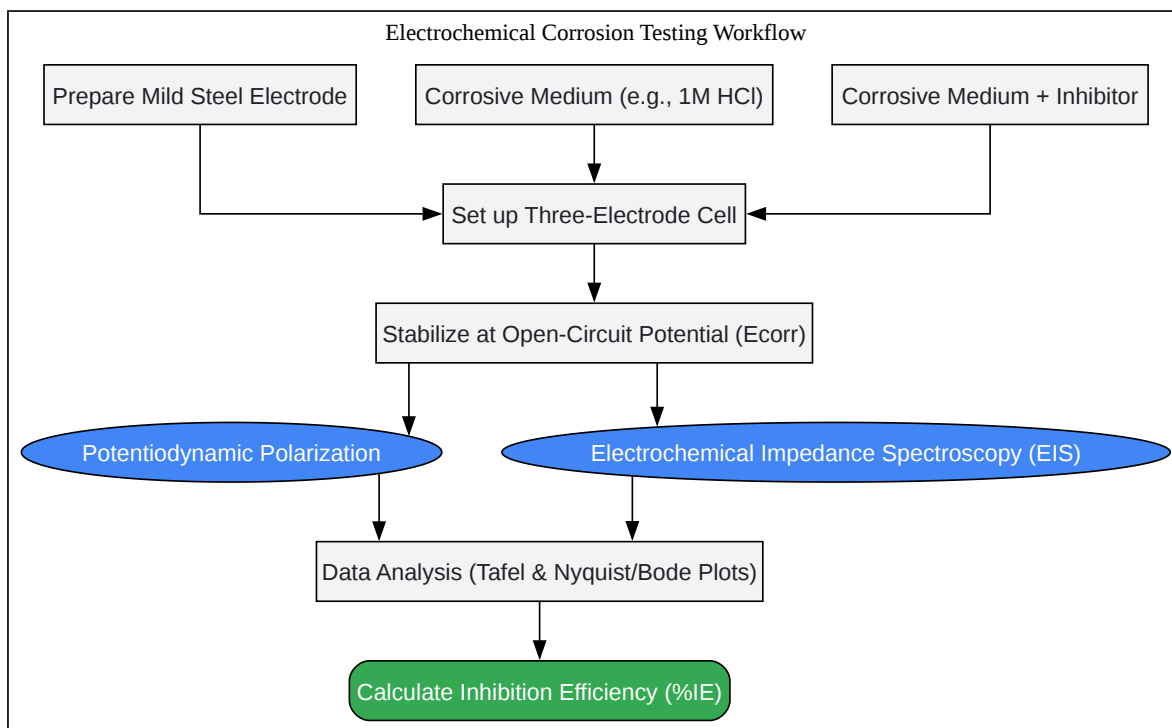 Electrochemical Corrosion Testing Workflow
Prepare Mild Steel Electrode
Corrosive Medium (e.g., 1M HCl)
Corrosive Medium + Inhibitor
Set up Three-Electrode Cell
Stabilize at Open-Circuit Potential (Ecorr)
Potentiodynamic Polarization
Electrochemical Impedance Spectroscopy (EIS)
Data Analysis (Tafel & Nyquist/Bode Plots)
Calculate Inhibition Efficiency (%IE)